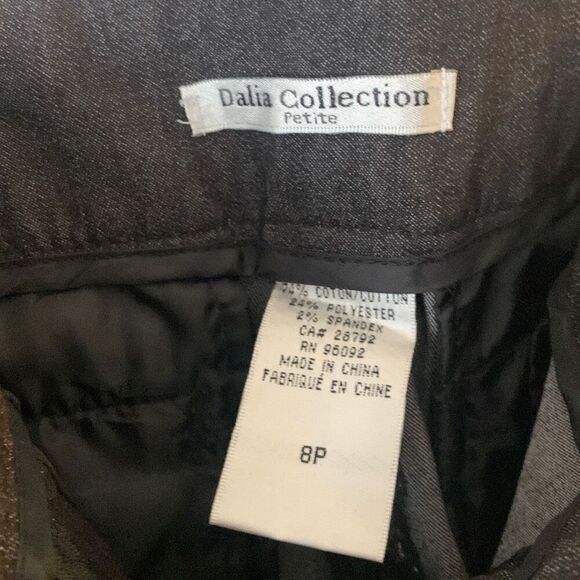 Dalia Collection
Petite
COTON/COTTON
24% POLYESTER
2% SPANDEX
CA# 28792
RN 96092
MADE IN CHINA
FABRIQUÉ EN CHINE
8P